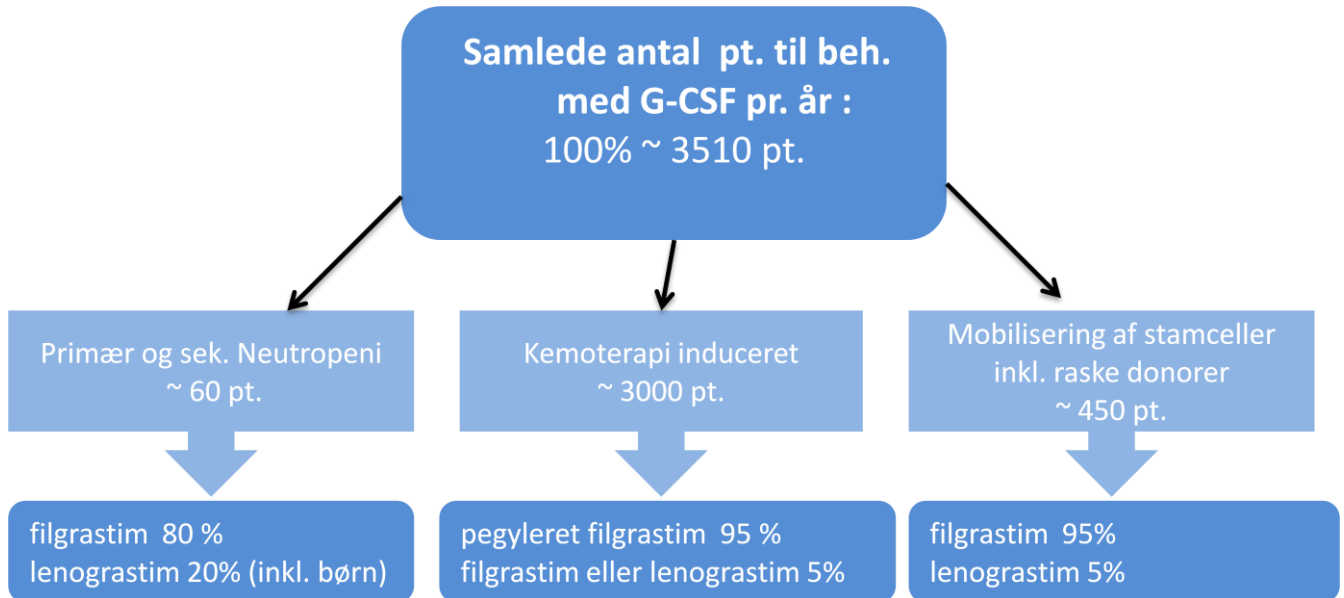 Samlede antal pt. til beh.
med G-CSF pr. år :
100% ~ 3510 pt.
Primær og sek. Neutropeni
~ 60 pt.
Kemoterapi induceret
~ 3000 pt.
Mobilisering af stamceller
inkl. raske donorer
~ 450 pt.
filgrastim 80 %
lenograstim 20% (inkl. børn)
pegyleret filgrastim 95 %
filgrastim eller lenograstim 5%
filgrastim 95%
lenograstim 5%